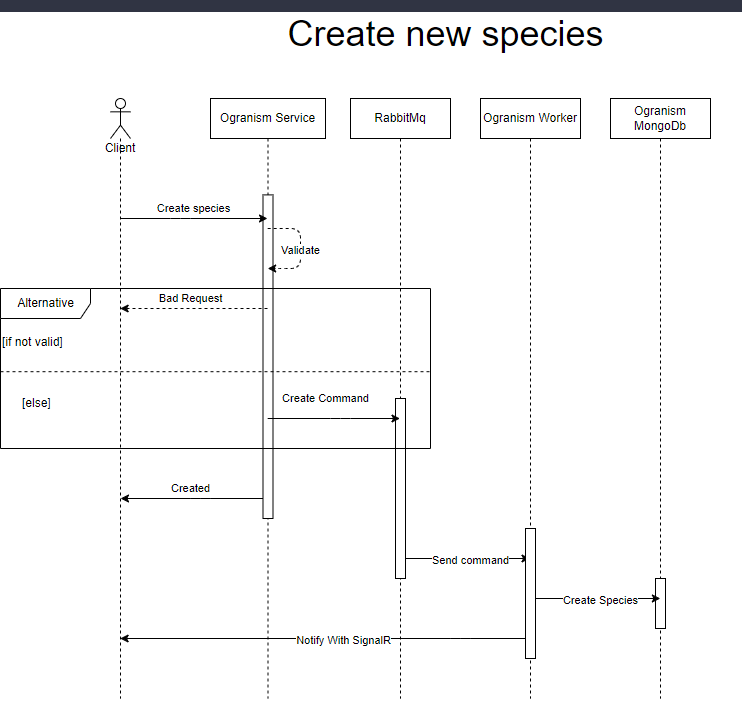 Create new species
Client
Ogranism Service
RabbitMq
Ogranism Worker
Ogranism
MongoDb
Create species
Validate
Alternative
Bad Request
[if not valid]
[else]
Create Command
Created
Send command
Create Species
Notify With SignalR